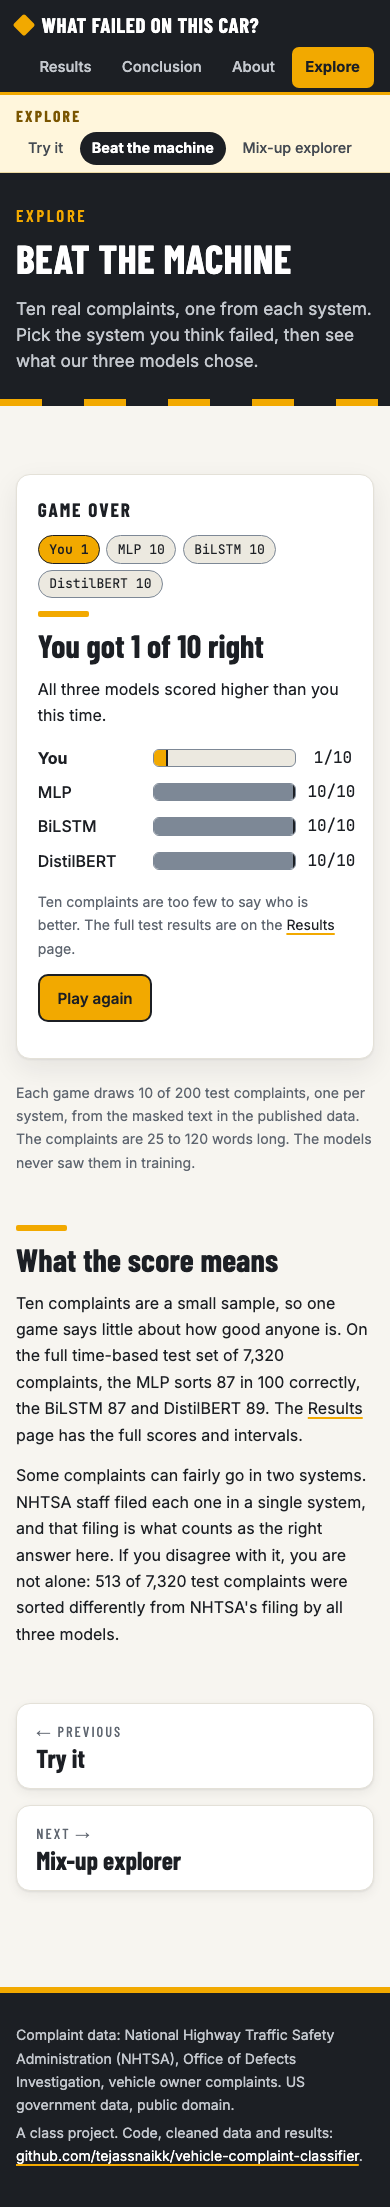 WHAT FAILED ON THIS CAR?
Results Conclusion About Explore
EXPLORE
Try it Beat the machine Mix-up explorer
EXPLORE
BEAT THE MACHINE
Ten real complaints, one from each system.
Pick the system you think failed, then see
what our three models chose.
GAME OVER
You 1 MLP 10 BiLSTM 10
DistilBERT 10
You got 1 of 10 right
All three models scored higher than you
this time.
You 1/10
MLP 10/10
BiLSTM 10/10
DistilBERT 10/10
Ten complaints are too few to say who is
better. The full test results are on the Results
page.
Play again
Each game draws 10 of 200 test complaints, one per
system, from the masked text in the published data.
The complaints are 25 to 120 words long. The models
never saw them in training.
What the score means
Ten complaints are a small sample, so one
game says little about how good anyone is. On
the full time-based test set of 7,320
complaints, the MLP sorts 87 in 100 correctly,
the BiLSTM 87 and DistilBERT 89. The Results
page has the full scores and intervals.
Some complaints can fairly go in two systems.
NHTSA staff filed each one in a single system,
and that filing is what counts as the right
answer here. If you disagree with it, you are
not alone: 513 of 7,320 test complaints were
sorted differently from NHTSA's filing by all
three models.
← PREVIOUS
Try it
NEXT →
Mix-up explorer
Complaint data: National Highway Traffic Safety
Administration (NHTSA), Office of Defects
Investigation, vehicle owner complaints. US
government data, public domain.
A class project. Code, cleaned data and results:
github.com/tejassnaikk/vehicle-complaint-classifier.